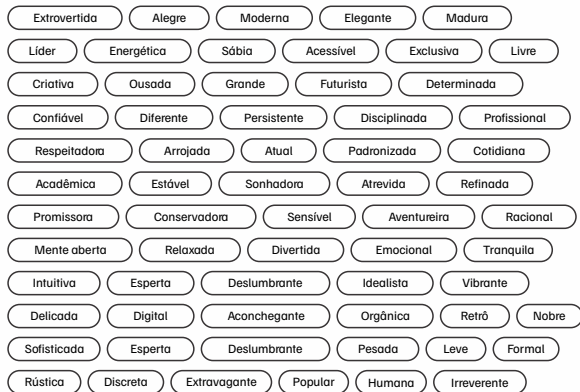 Extrovertida Alegre Moderna Elegante Madura
Líder Energética Sábia Acessível Exclusiva Livre
Criativa Ousada Grande Futurista Determinada
Confiável Diferente Persistente Disciplinada Profissional
Respeitadora Arrojada Atual Padronizada Cotidiana
Acadêmica Estável Sonhadora Atrevida Refinada
Promissora Conservadora Sensível Aventureira Racional
Mente aberta Relaxada Divertida Emocional Tranquila
Intuitiva Esperta Deslumbrante Idealista Vibrante
Delicada Digital Aconchegante Orgânica Retrô Nobre
Sofisticada Esperta Deslumbrante Pesada Leve Formal
Rústica Discreta Extravagante Popular Humana Irreverente